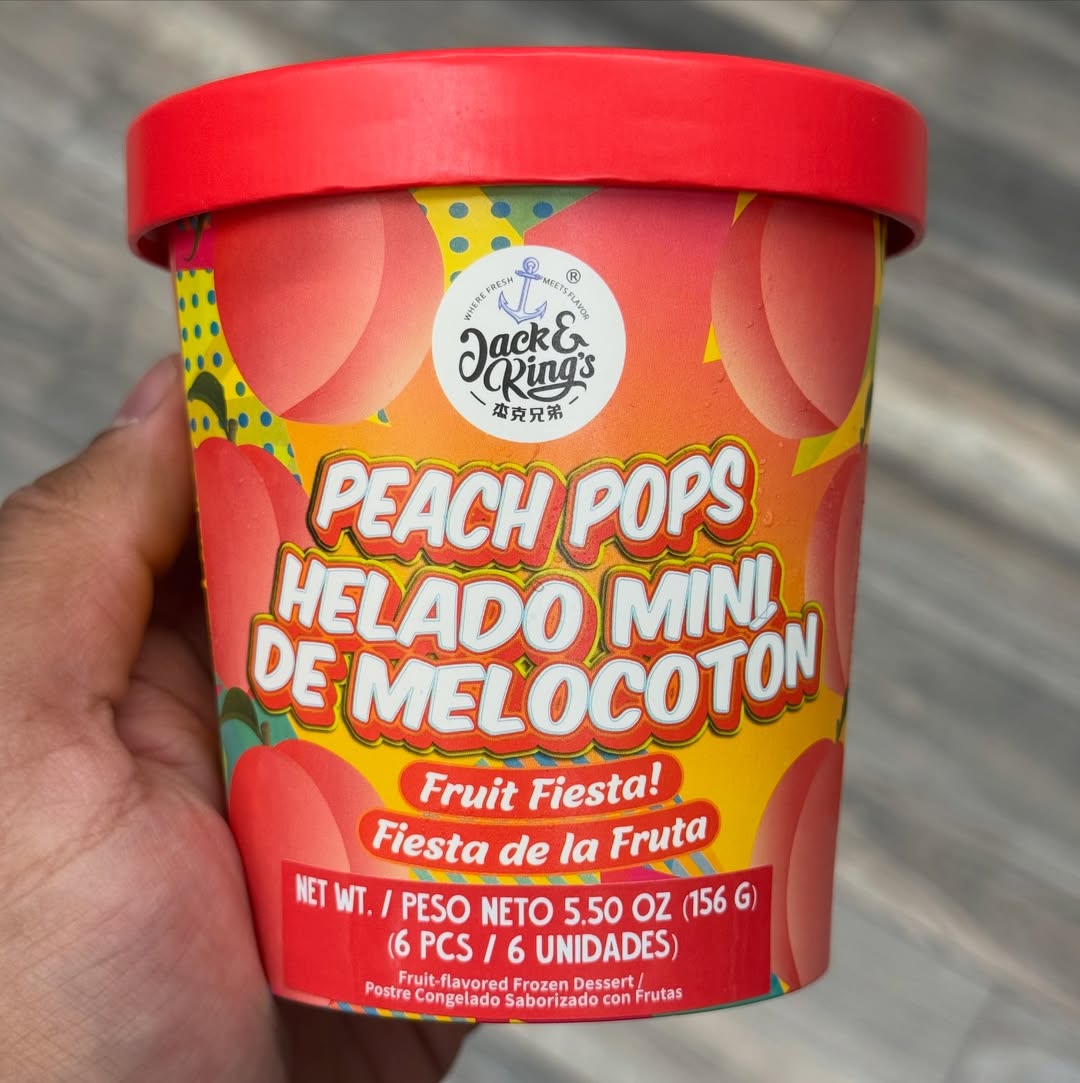 WHERE FRESH MEETS FLAVOR
®
Jack &
King's
杰克兄弟
PEACH POPS
HELADO MINI
DE MELOCOTÓN
Fruit Fiesta!
Fiesta de la Fruta
NET WT. / PESO NETO 5.50 OZ (156 G)
(6 PCS / 6 UNIDADES)
Fruit-flavored Frozen Dessert /
Postre Congelado Saborizado con Frutas